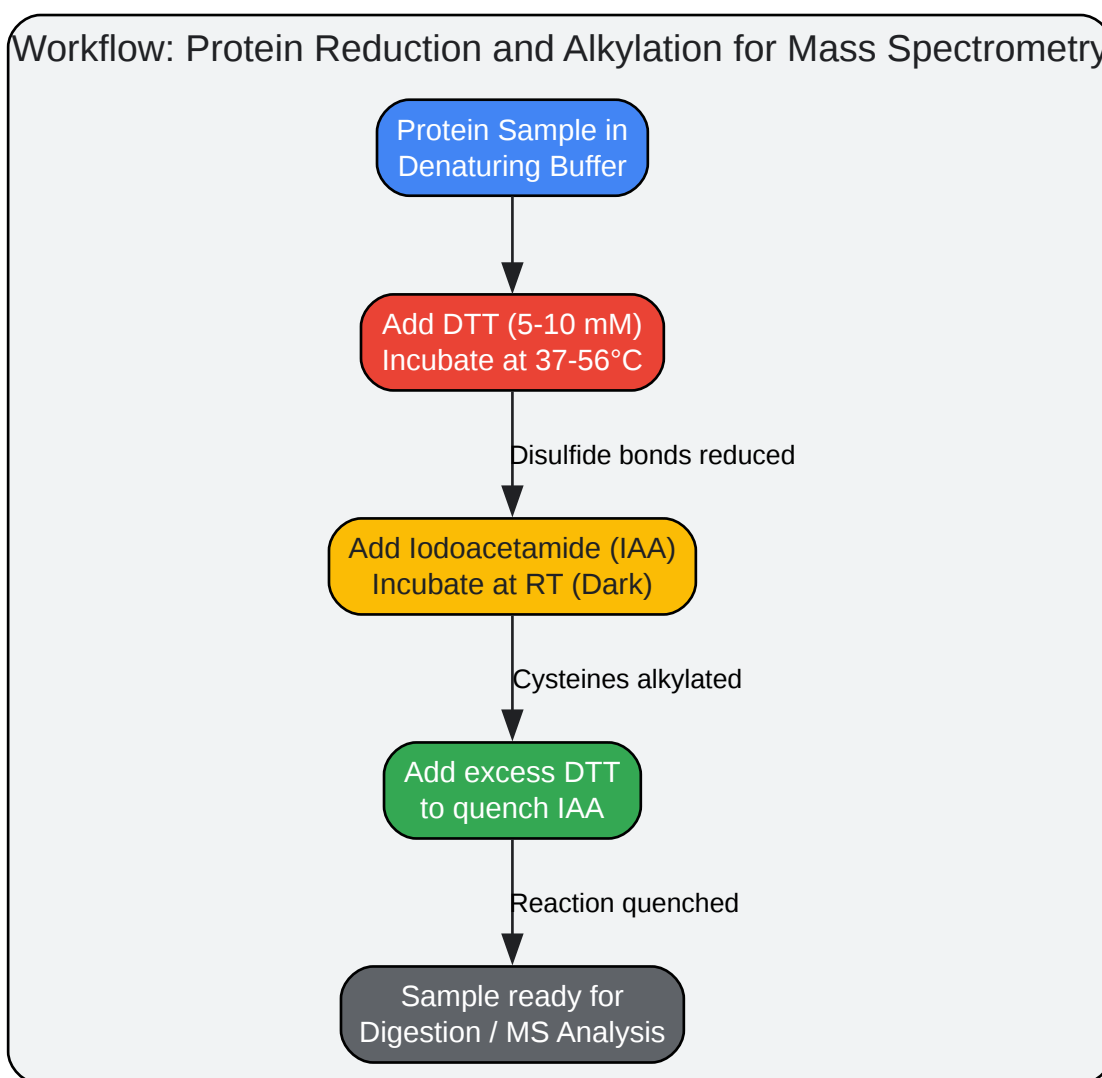 Workflow: Protein Reduction and Alkylation for Mass Spectrometry
Protein Sample in
Denaturing Buffer
Add DTT (5-10 mM)
Incubate at 37-56°C
Disulfide bonds reduced
Add Iodoacetamide (IAA)
Incubate at RT (Dark)
Cysteines alkylated
Add excess DTT
to quench IAA
Reaction quenched
Sample ready for
Digestion / MS Analysis